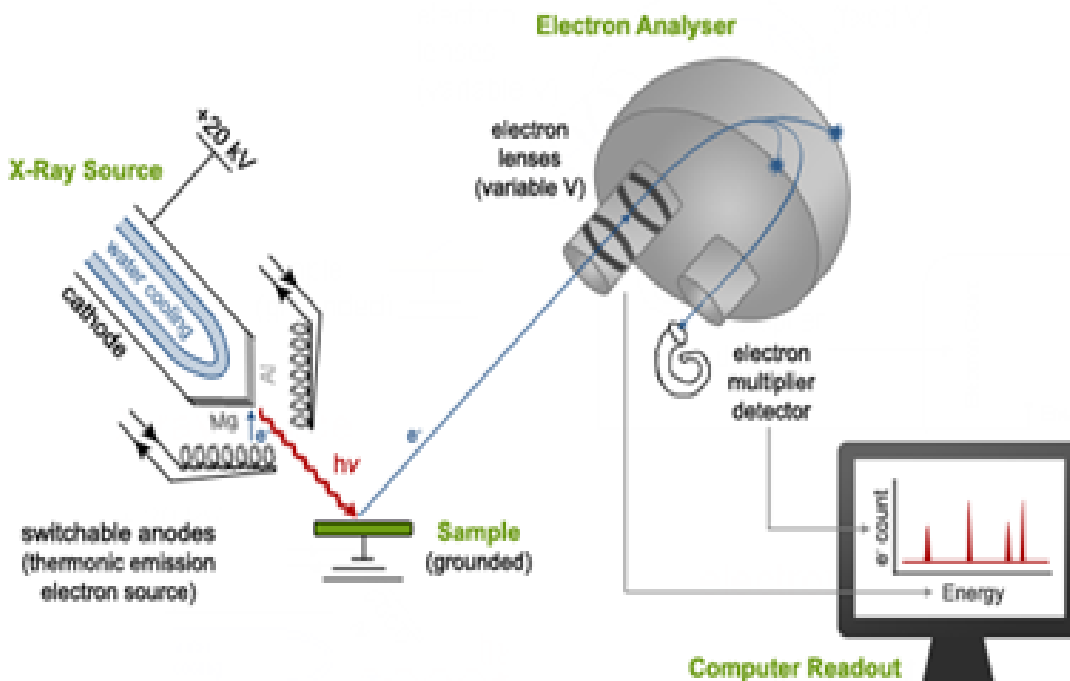 Electron Analyser
electron
lenses
(variable V)
+20 kV
X-Ray Source
water cooling
cathode
Al
Mg
e-
hν
e-
switchable anodes
(thermonic emission
electron source)
Sample
(grounded)
electron
multiplier
detector
e- count
Energy
Computer Readout